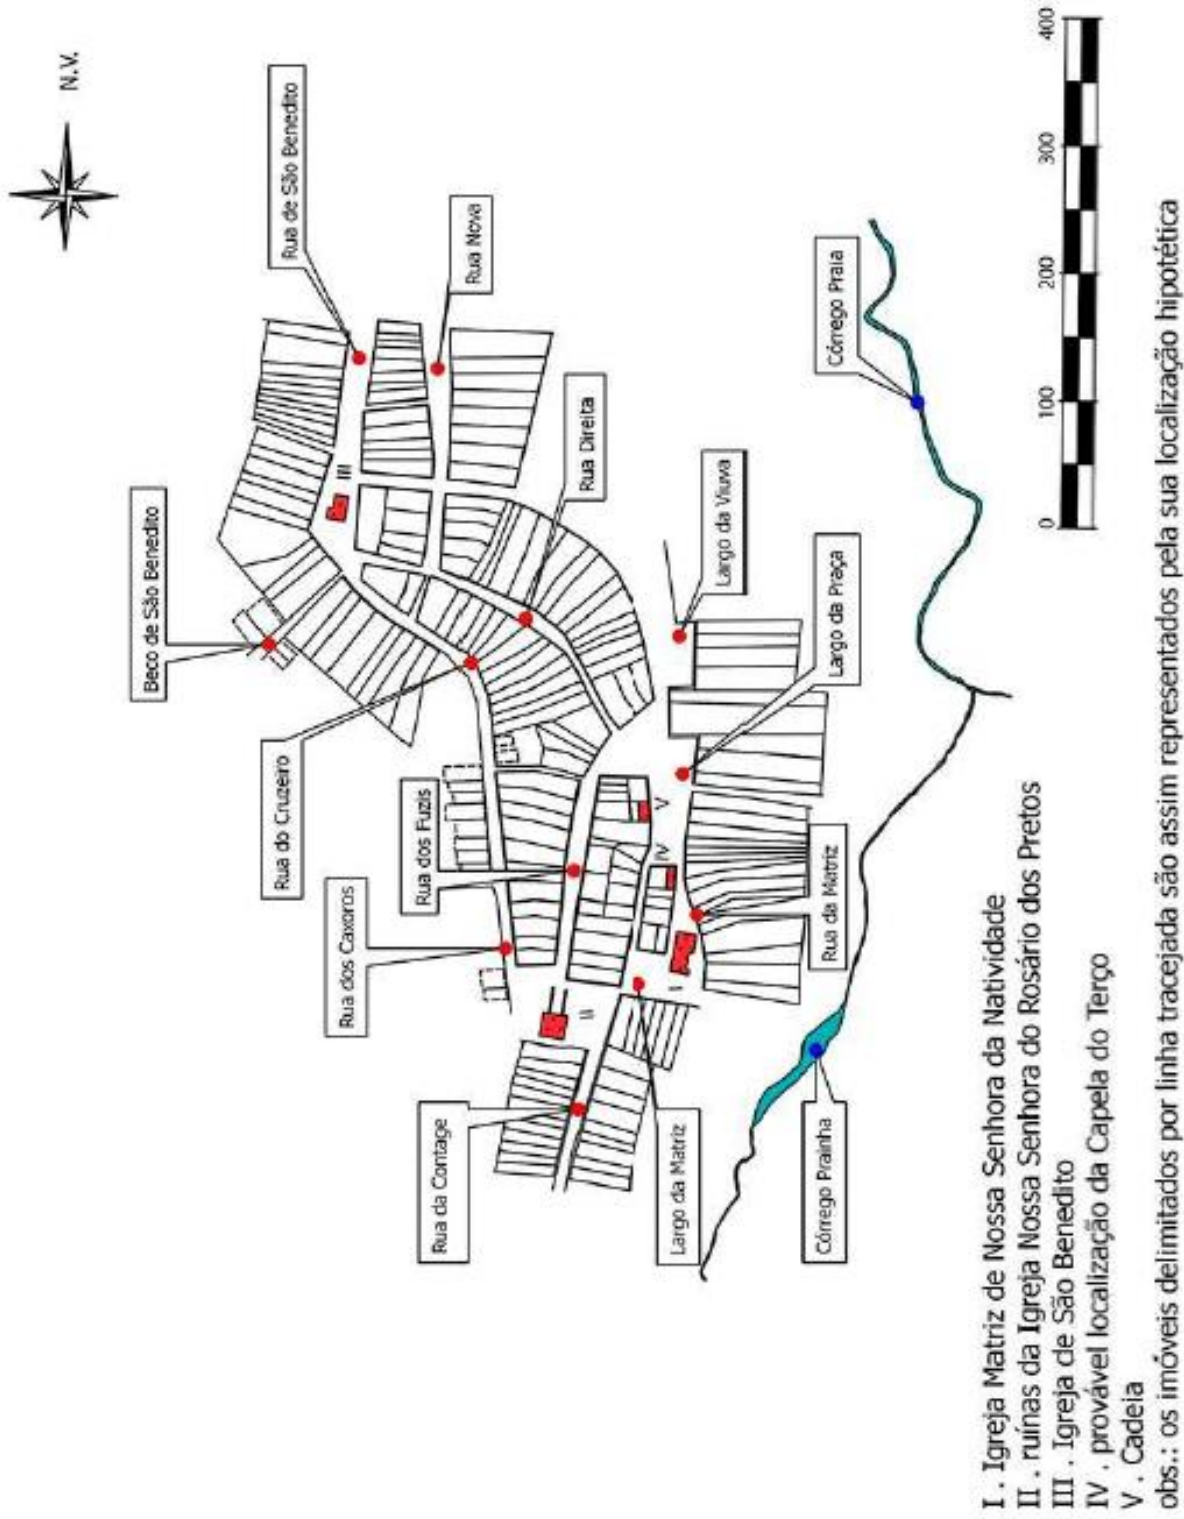 N.V.
Rua de São Benedito
Rua Nova
Beco de São Benedito
Rua Direita
Rua do Cruzeiro
Largo da Viuva
Largo da Praça
Rua dos Fuzis
Rua dos Caxoros
Rua da Matriz
Rua da Contage
Largo da Matriz
Córrego Praia
Córrego Prainha
I
II
III
IV
V
0 100 200 300 400
I . Igreja Matriz de Nossa Senhora da Natividade
II . ruínas da Igreja Nossa Senhora do Rosário dos Pretos
III . Igreja de São Benedito
IV . provável localização da Capela do Terço
V . Cadeia
obs.: os imóveis delimitados por linha tracejada são assim representados pela sua localização hipotética